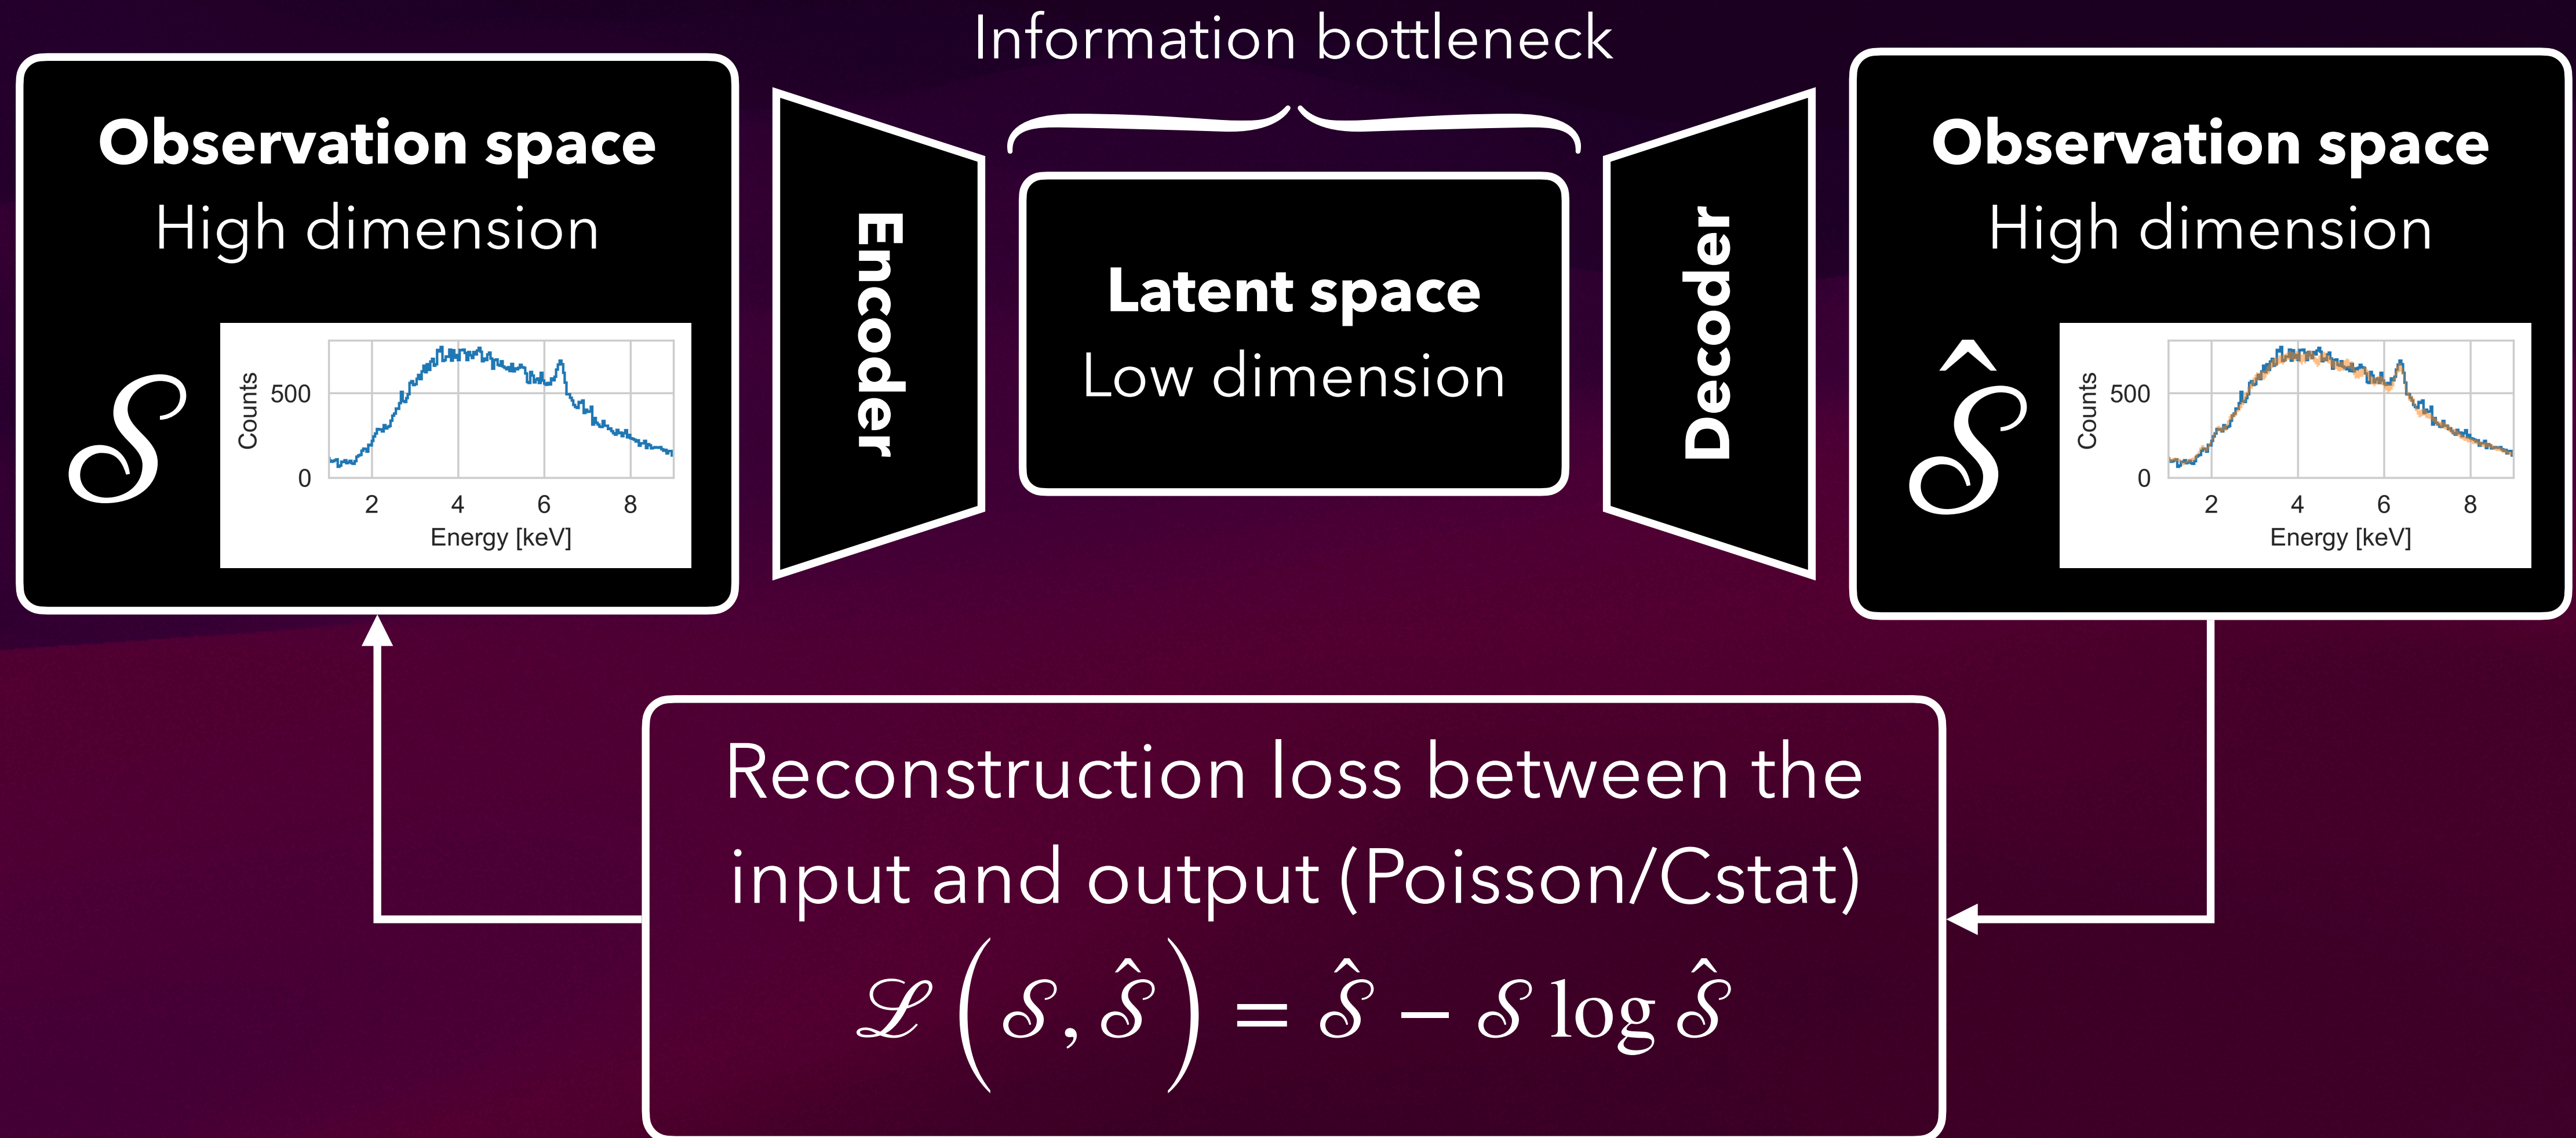 Information bottleneck
Observation space
High dimension
𝒮
Counts
500
0
2 4 6 8
Energy [keV]
Encoder
Latent space
Low dimension
Decoder
Observation space
High dimension
𝒮̂
Counts
500
0
2 4 6 8
Energy [keV]
Reconstruction loss between the
input and output (Poisson/Cstat)
ℒ(𝒮, 𝒮̂) = 𝒮̂ − 𝒮 log 𝒮̂